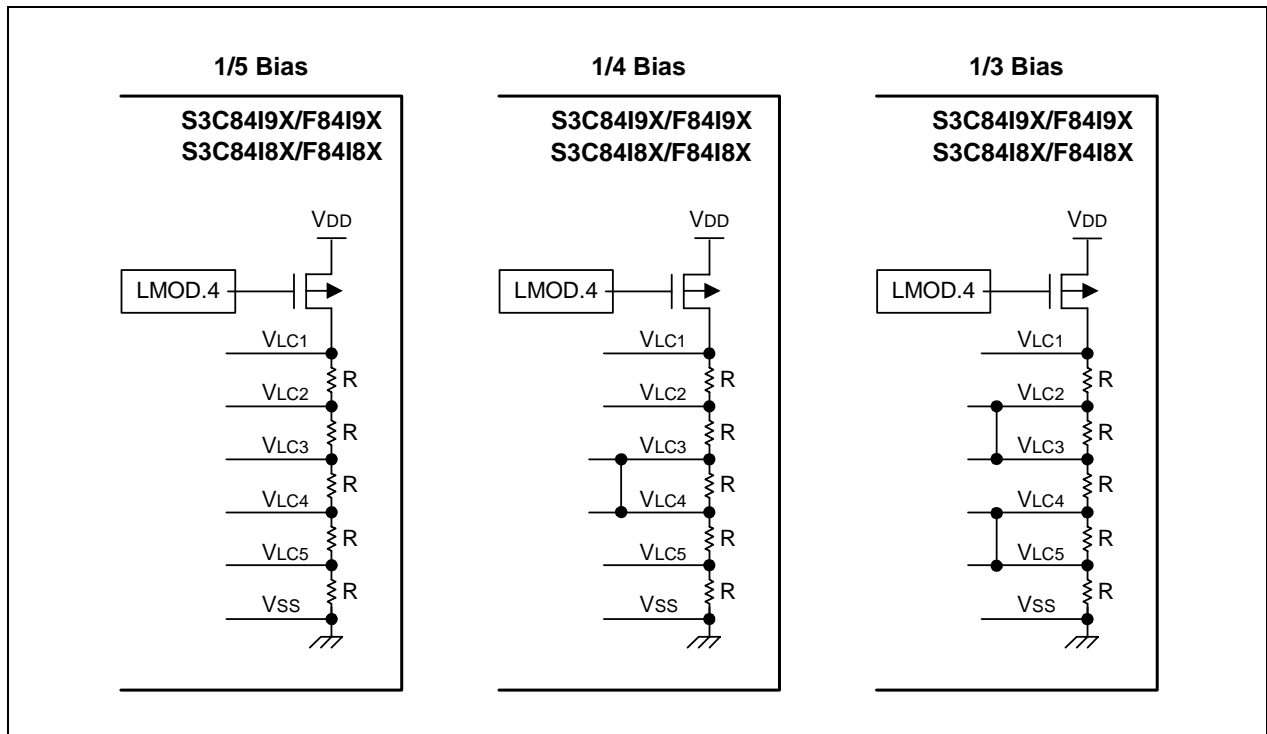 1/5 Bias
S3C84I9X/F84I9X
S3C84I8X/F84I8X
VDD
LMOD.4
VLC1
R
VLC2
R
VLC3
R
VLC4
R
VLC5
R
VSS
1/4 Bias
S3C84I9X/F84I9X
S3C84I8X/F84I8X
VDD
LMOD.4
VLC1
R
VLC2
R
VLC3
R
VLC4
R
VLC5
R
VSS
1/3 Bias
S3C84I9X/F84I9X
S3C84I8X/F84I8X
VDD
LMOD.4
VLC1
R
VLC2
R
VLC3
R
VLC4
R
VLC5
R
VSS